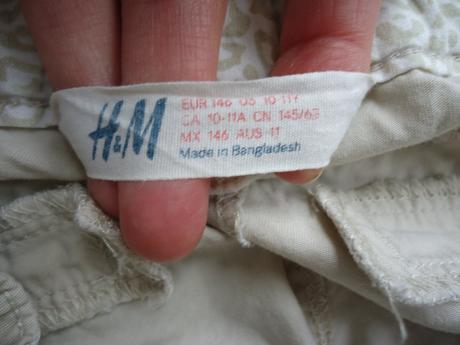 H&M
EUR 146 US 10-11Y
CA 10-11A CN 145/63
MX 146 AUS 11
Made in Bangladesh